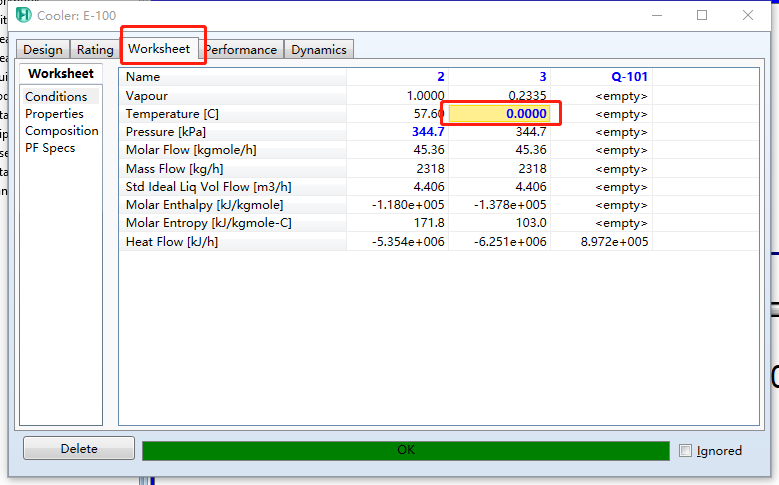 Cooler: E-100
Design Rating Worksheet Performance Dynamics
Worksheet
Conditions
Properties
Composition
PF Specs
Name 2 3 Q-101
Vapour 1.0000 0.2335 <empty>
Temperature [C] 57.60 0.0000 <empty>
Pressure [kPa] 344.7 344.7 <empty>
Molar Flow [kgmole/h] 45.36 45.36 <empty>
Mass Flow [kg/h] 2318 2318 <empty>
Std Ideal Liq Vol Flow [m3/h] 4.406 4.406 <empty>
Molar Enthalpy [kJ/kgmole] -1.180e+005 -1.378e+005 <empty>
Molar Entropy [kJ/kgmole-C] 171.8 103.0 <empty>
Heat Flow [kJ/h] -5.354e+006 -6.251e+006 8.972e+005
Delete OK Ignored